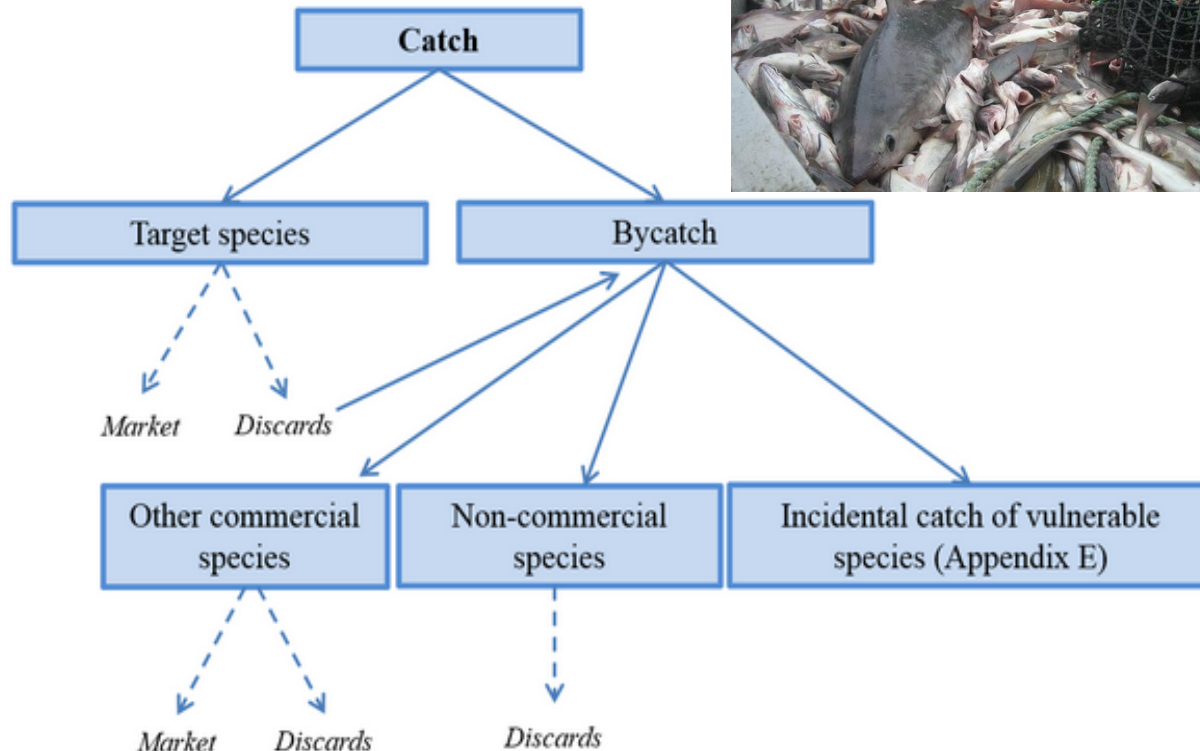 Catch
Target species
Bycatch
Market
Discards
Other commercial
species
Non-commercial
species
Incidental catch of vulnerable
species (Appendix E)
Market
Discards
Discards